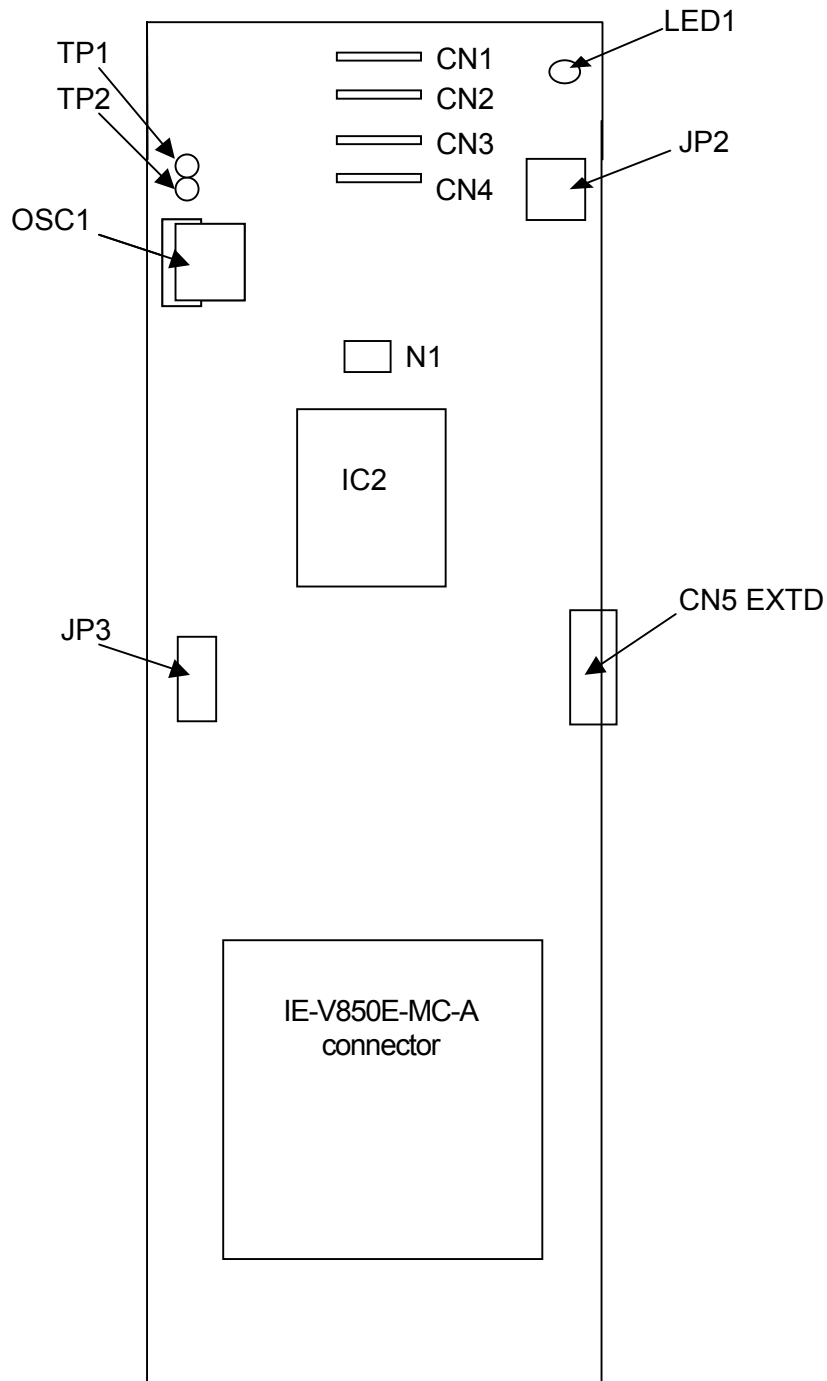 LED1
TP1
CN1
TP2
CN2
CN3
JP2
CN4
OSC1
N1
IC2
CN5 EXTD
JP3
IE-V850E-MC-A
connector